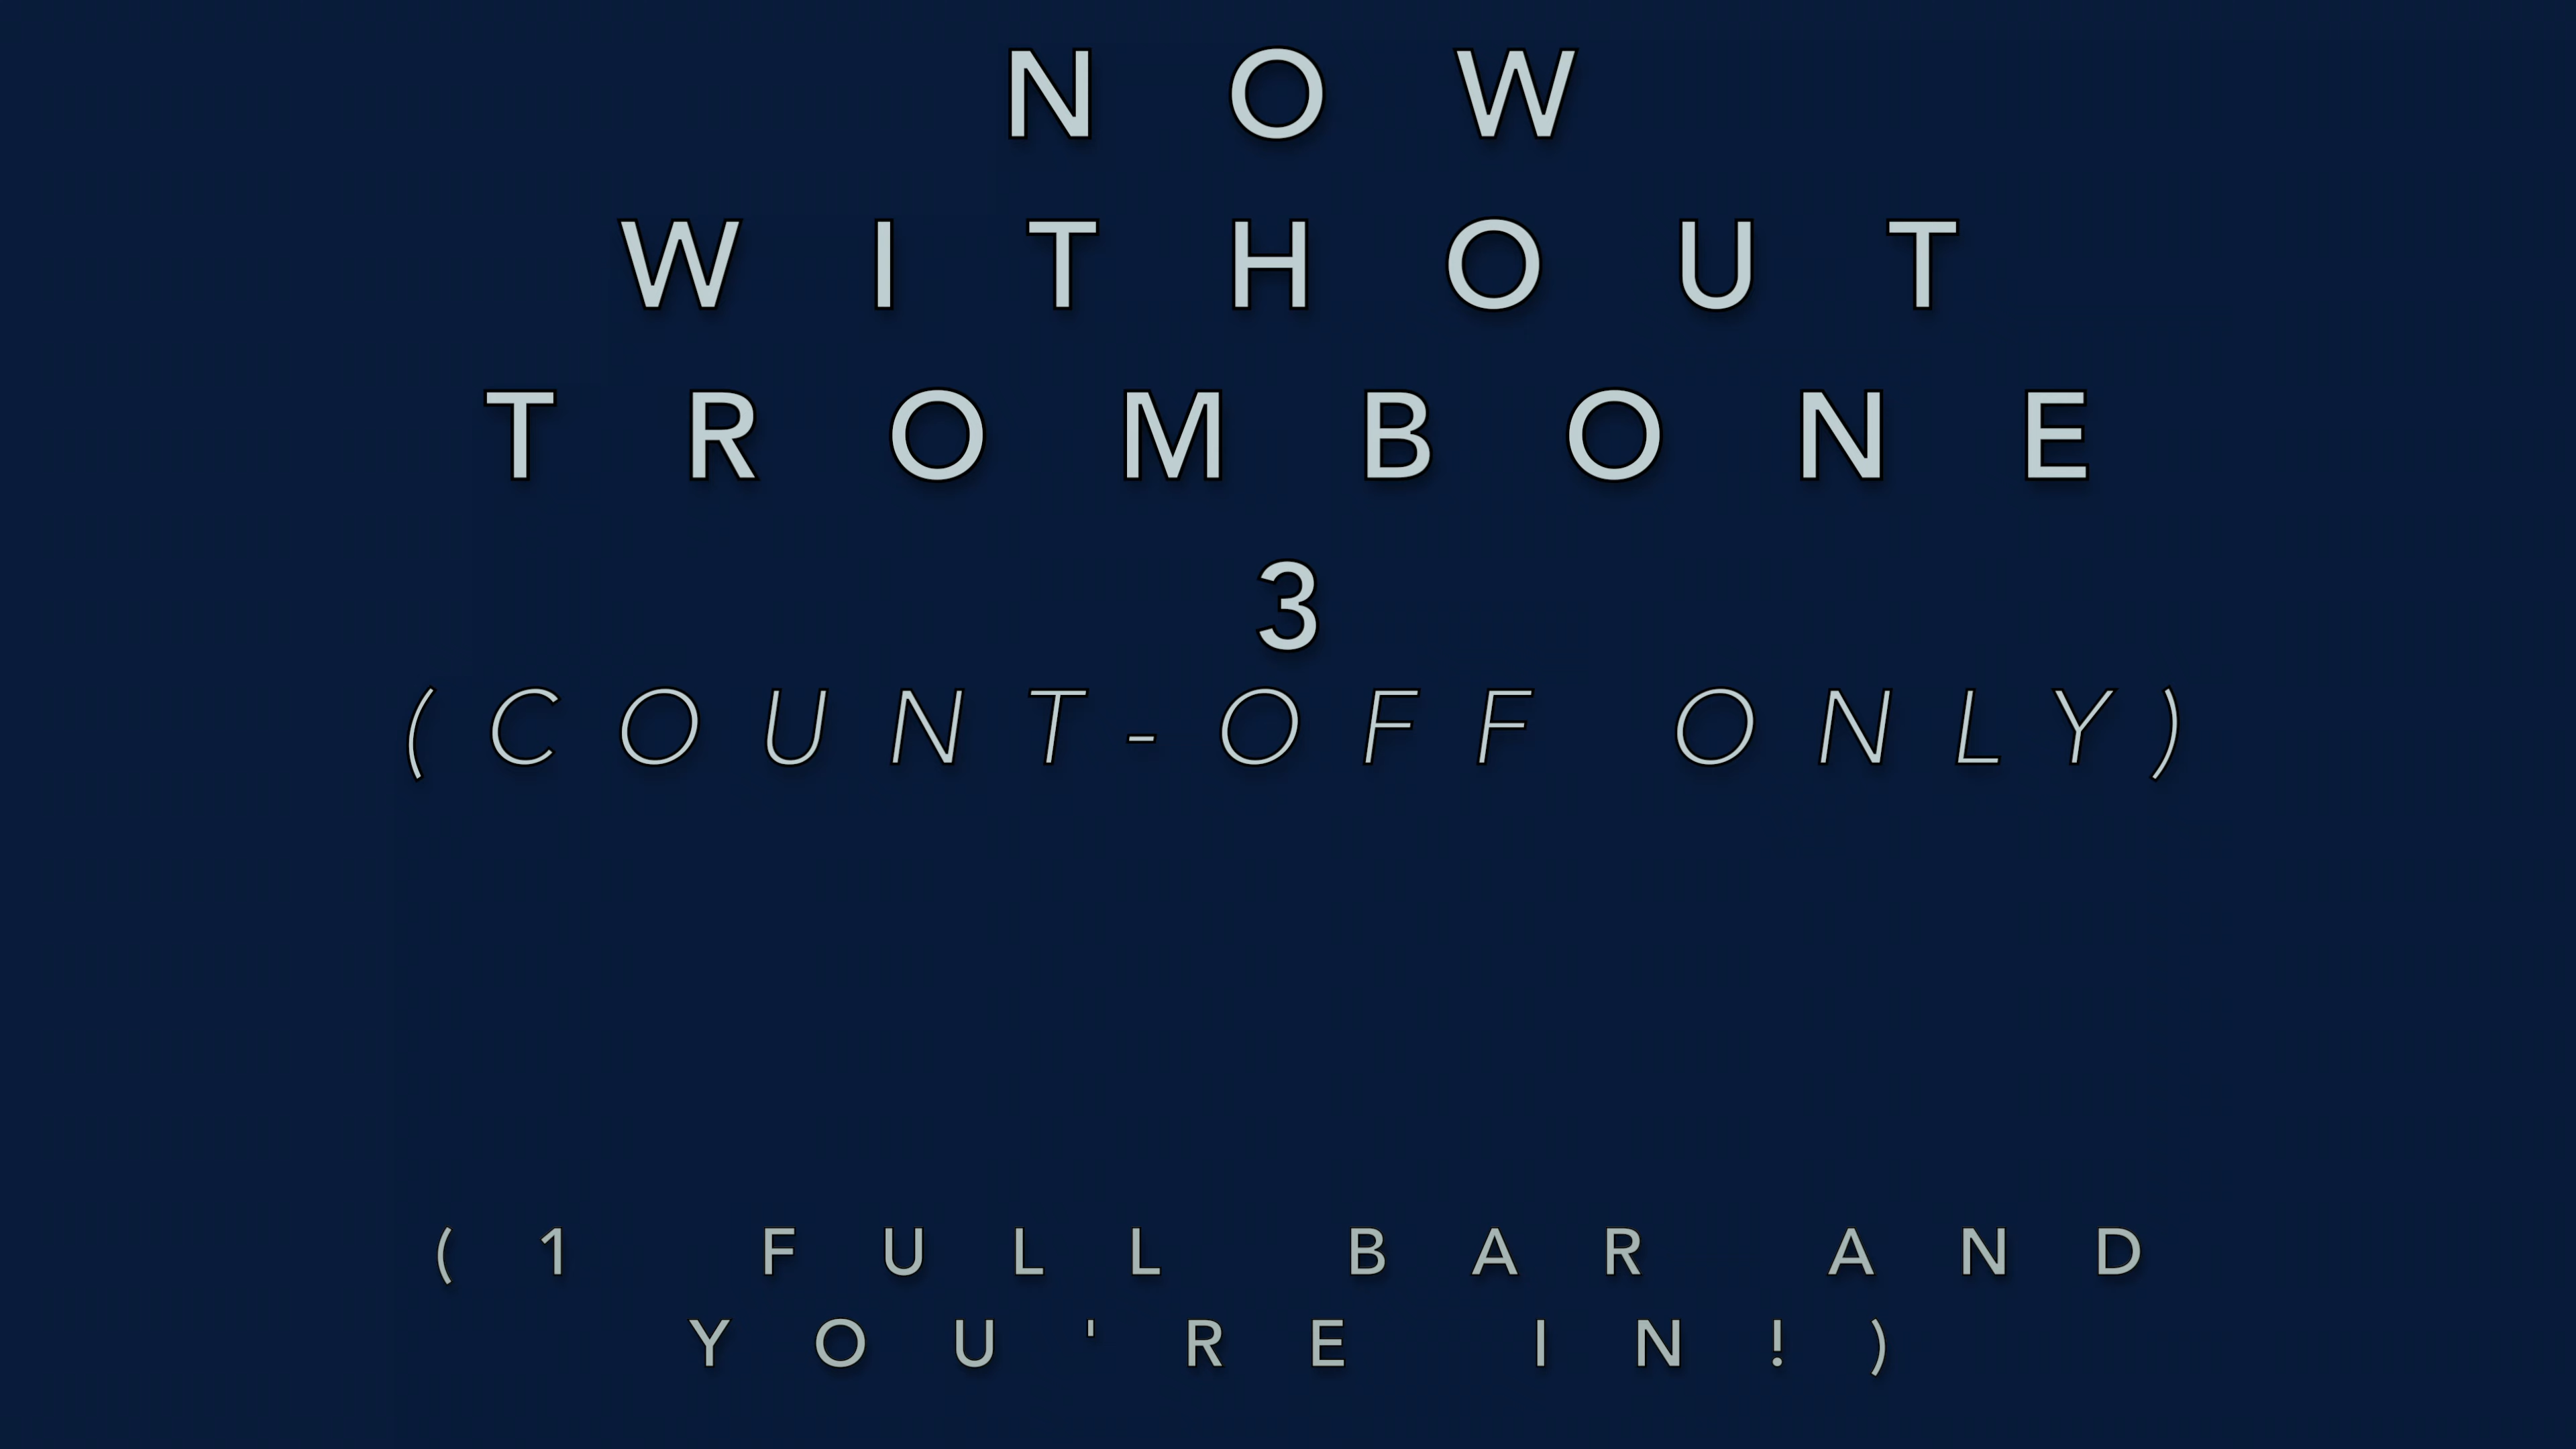 NOW
WITHOUT
TROMBONE
3
(COUNT-OFF ONLY)
(1 FULL BAR AND
YOU'RE IN!)